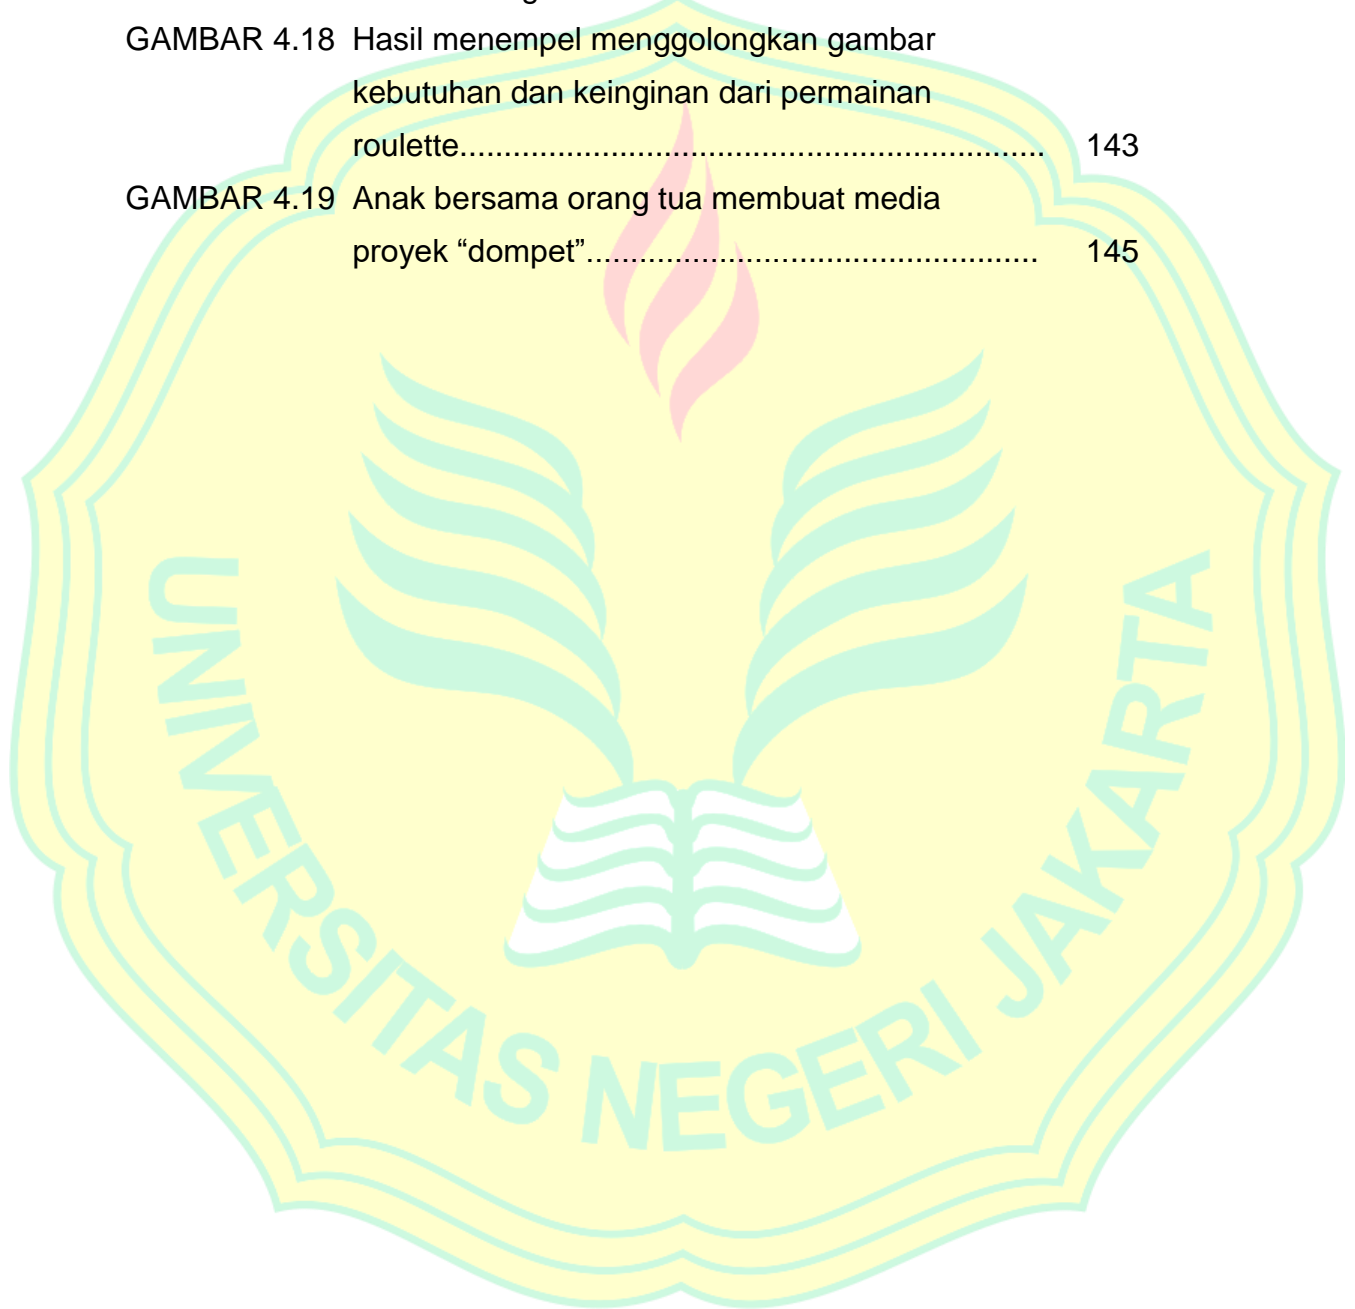 GAMBAR 4.18 Hasil menempel menggolongkan gambar
kebutuhan dan keinginan dari permainan
roulette.................................................................. 143
GAMBAR 4.19 Anak bersama orang tua membuat media
proyek “dompet”................................................... 145
UNIVERSITAS NEGERI JAKARTA